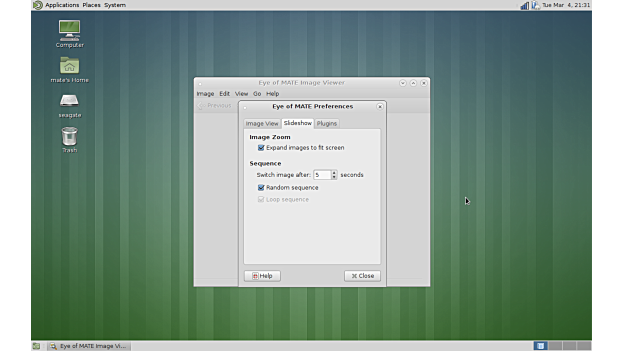 Applications Places System
Tue Mar 4, 21:31
Computer
mate's Home
seagate
Trash
Eye of MATE Image Viewer
Image Edit View Go Help
Previous
Eye of MATE Preferences
Image View Slideshow Plugins
Image Zoom
Expand images to fit screen
Sequence
Switch image after: 5 seconds
Random sequence
Loop sequence
Help
Close
Eye of MATE Image Vi...